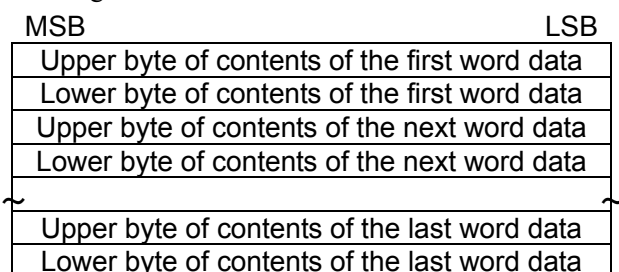 MSB LSB
Upper byte of contents of the first word data
Lower byte of contents of the first word data
Upper byte of contents of the next word data
Lower byte of contents of the next word data
~ ~
Upper byte of contents of the last word data
Lower byte of contents of the last word data